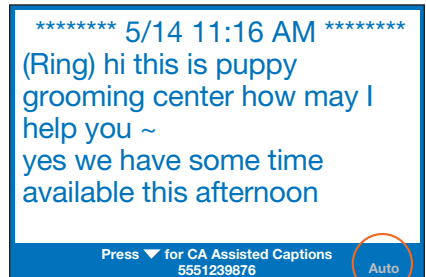 ******** 5/14 11:16 AM ********
(Ring) hi this is puppy
grooming center how may I
help you ~
yes we have some time
available this afternoon
Press ▼ for CA Assisted Captions
5551239876
Auto